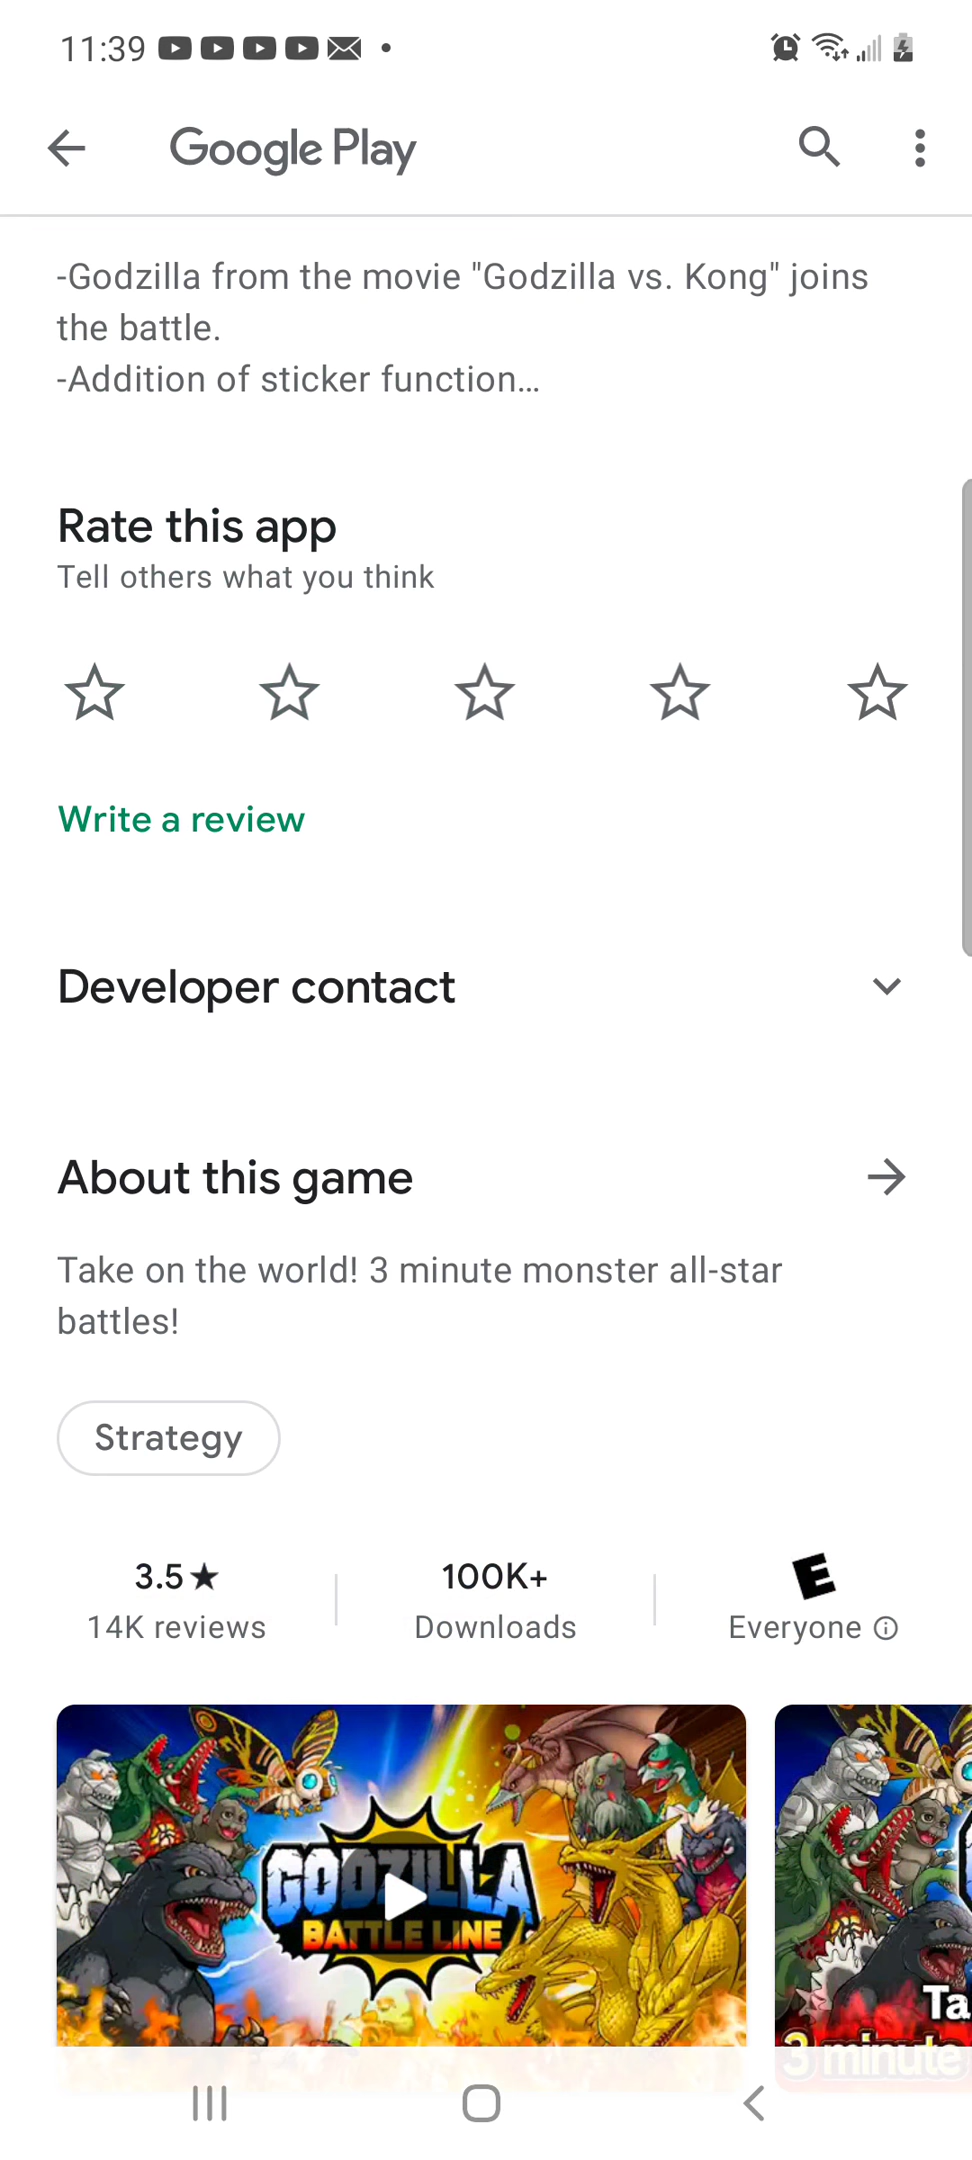 11:39
Google Play
-Godzilla from the movie "Godzilla vs. Kong" joins
the battle.
-Addition of sticker function...
Rate this app
Tell others what you think
Write a review
Developer contact
About this game
Take on the world! 3 minute monster all-star
battles!
Strategy
3.5★
14K reviews
100K+
Downloads
E
Everyone
GODZILLA
BATTLE LINE
Ta
3 minute